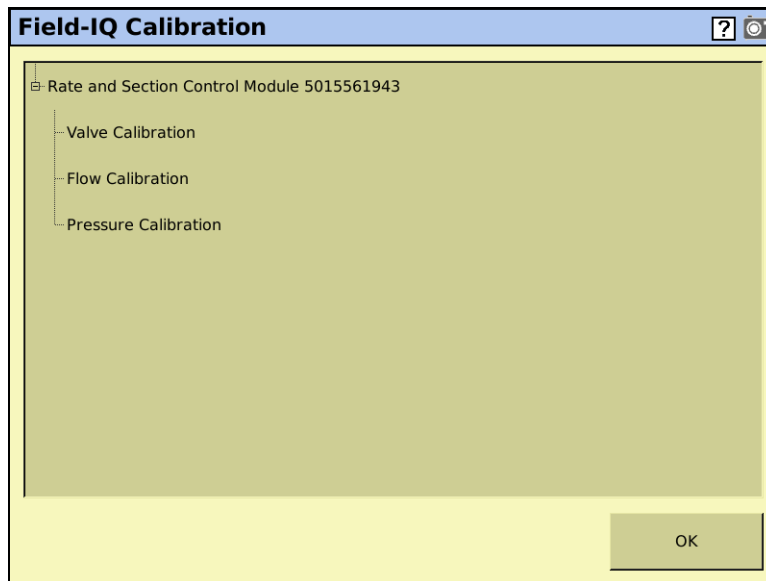 Field-IQ Calibration
?
Rate and Section Control Module 5015561943
Valve Calibration
Flow Calibration
Pressure Calibration
OK